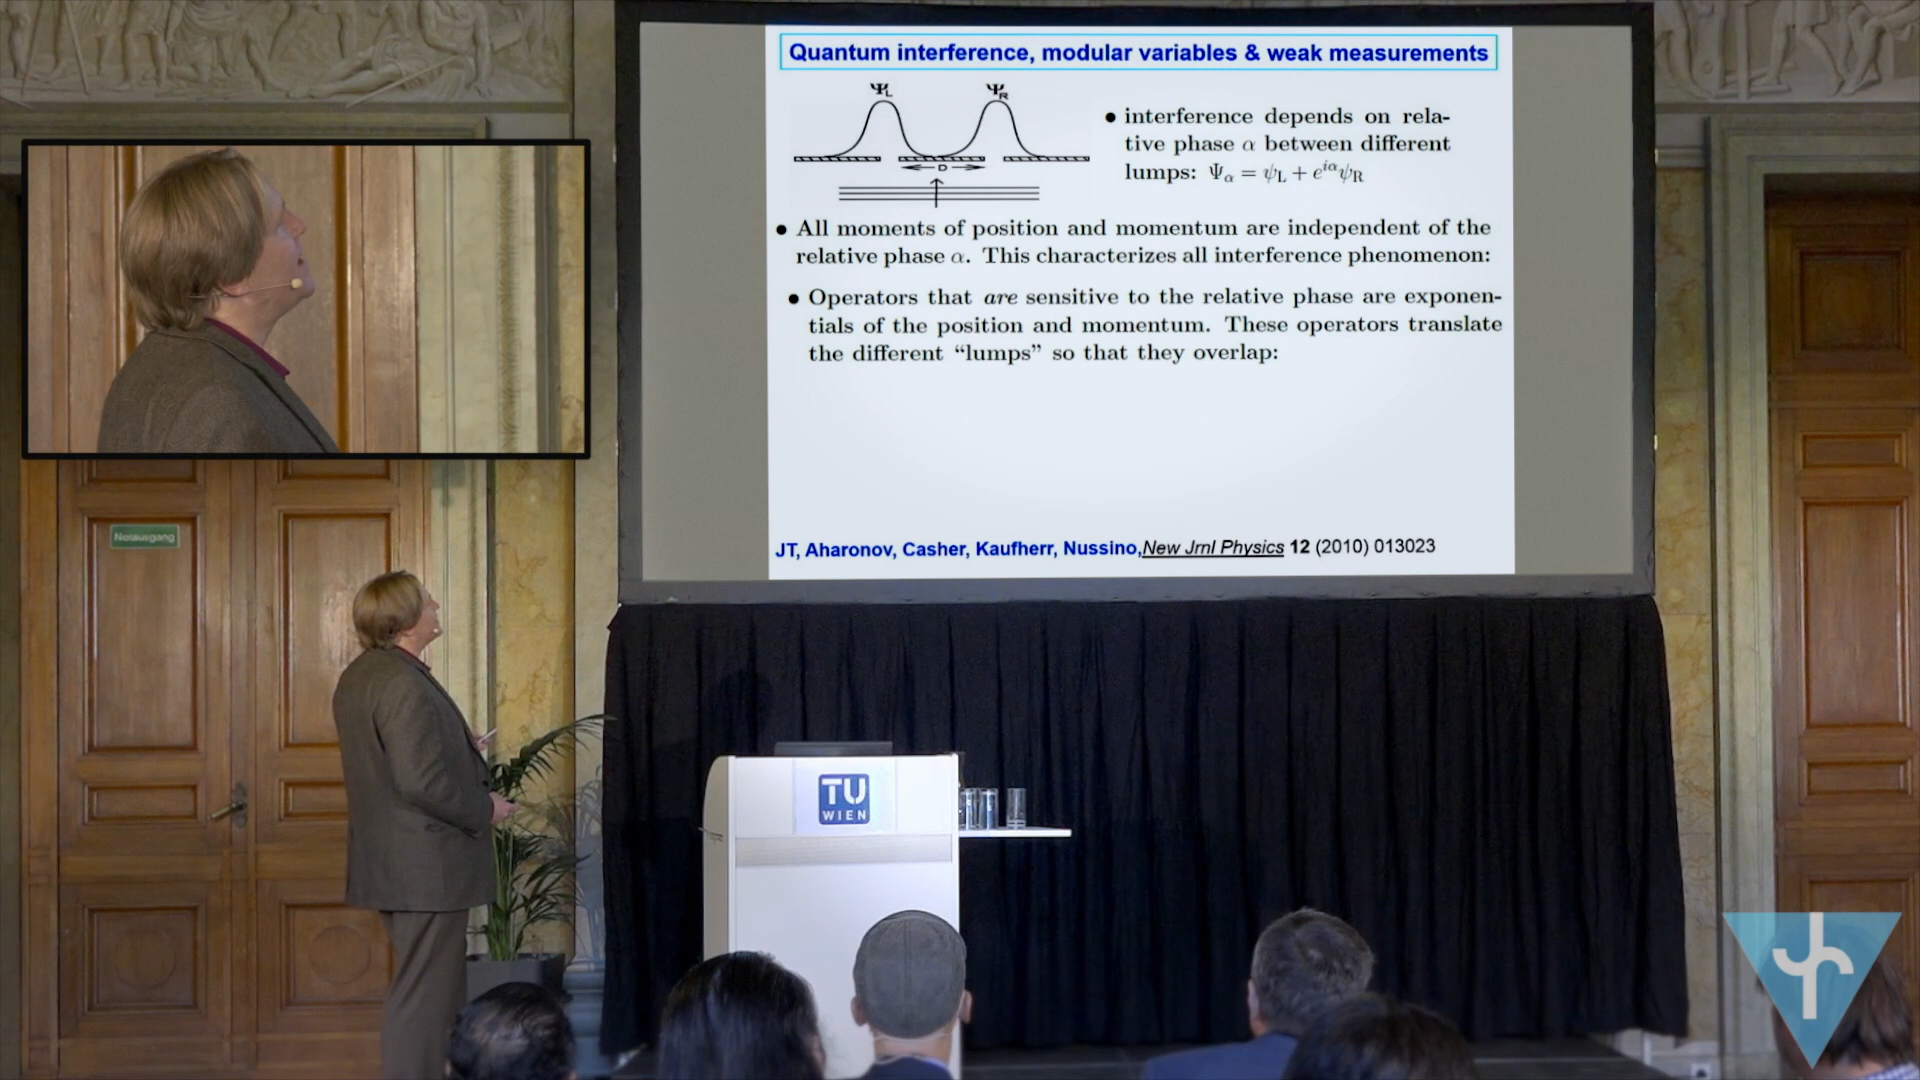 Quantum interference, modular variables & weak measurements
Ψ_L
Ψ_R
D
● interference depends on rela-
tive phase α between different
lumps: Ψ_α = ψ_L + e^{iα}ψ_R
● All moments of position and momentum are independent of the
relative phase α. This characterizes all interference phenomenon:
● Operators that are sensitive to the relative phase are exponen-
tials of the position and momentum. These operators translate
the different “lumps” so that they overlap:
JT, Aharonov, Casher, Kaufherr, Nussino, New Jrnl Physics 12 (2010) 013023
Notausgang
TU
WIEN